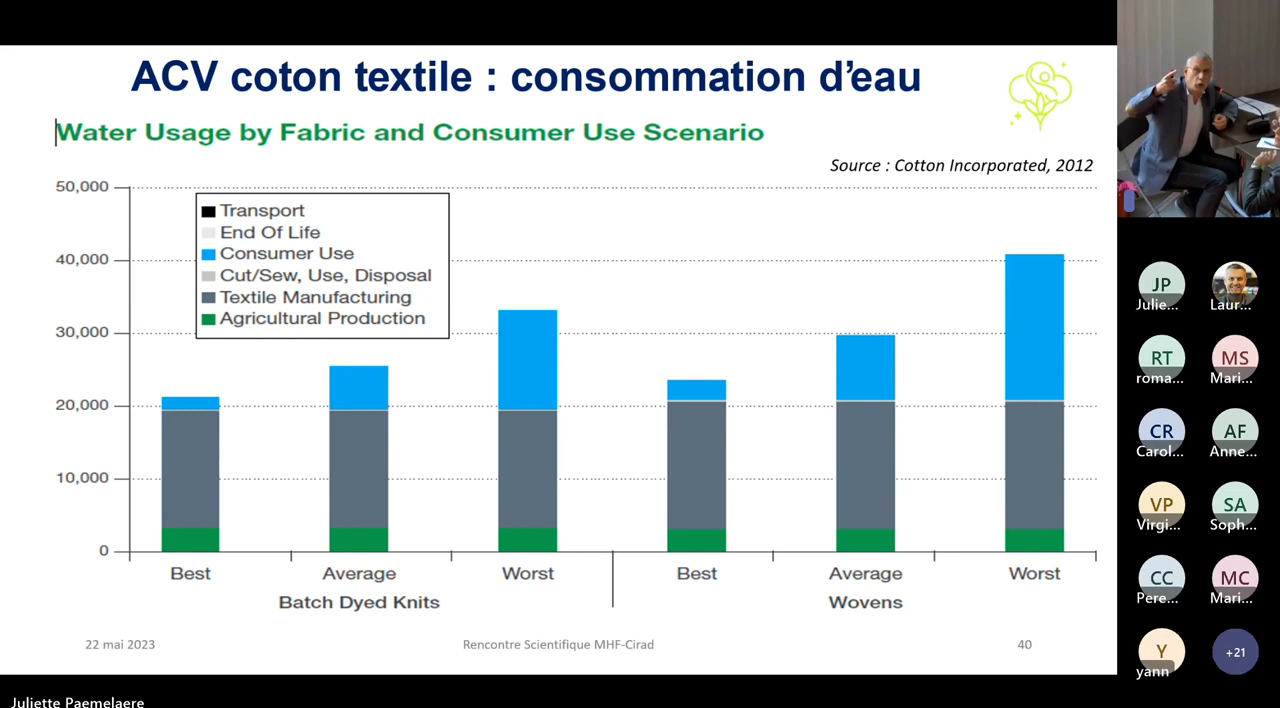 ACV coton textile : consommation d’eau
Water Usage by Fabric and Consumer Use Scenario
Source : Cotton Incorporated, 2012
50,000
40,000
30,000
20,000
10,000
0
Transport
End Of Life
Consumer Use
Cut/Sew, Use, Disposal
Textile Manufacturing
Agricultural Production
Best
Average
Worst
Best
Average
Worst
Batch Dyed Knits
Wovens
22 mai 2023
Rencontre Scientifique MHF-Cirad
40
JP
Julie...
Laur...
RT
roma...
MS
Mari...
CR
Carol...
AF
Anne...
VP
Virgi...
SA
Soph...
CC
Pere...
MC
Mari...
Y
yann
+21
Juliette Paemelaere